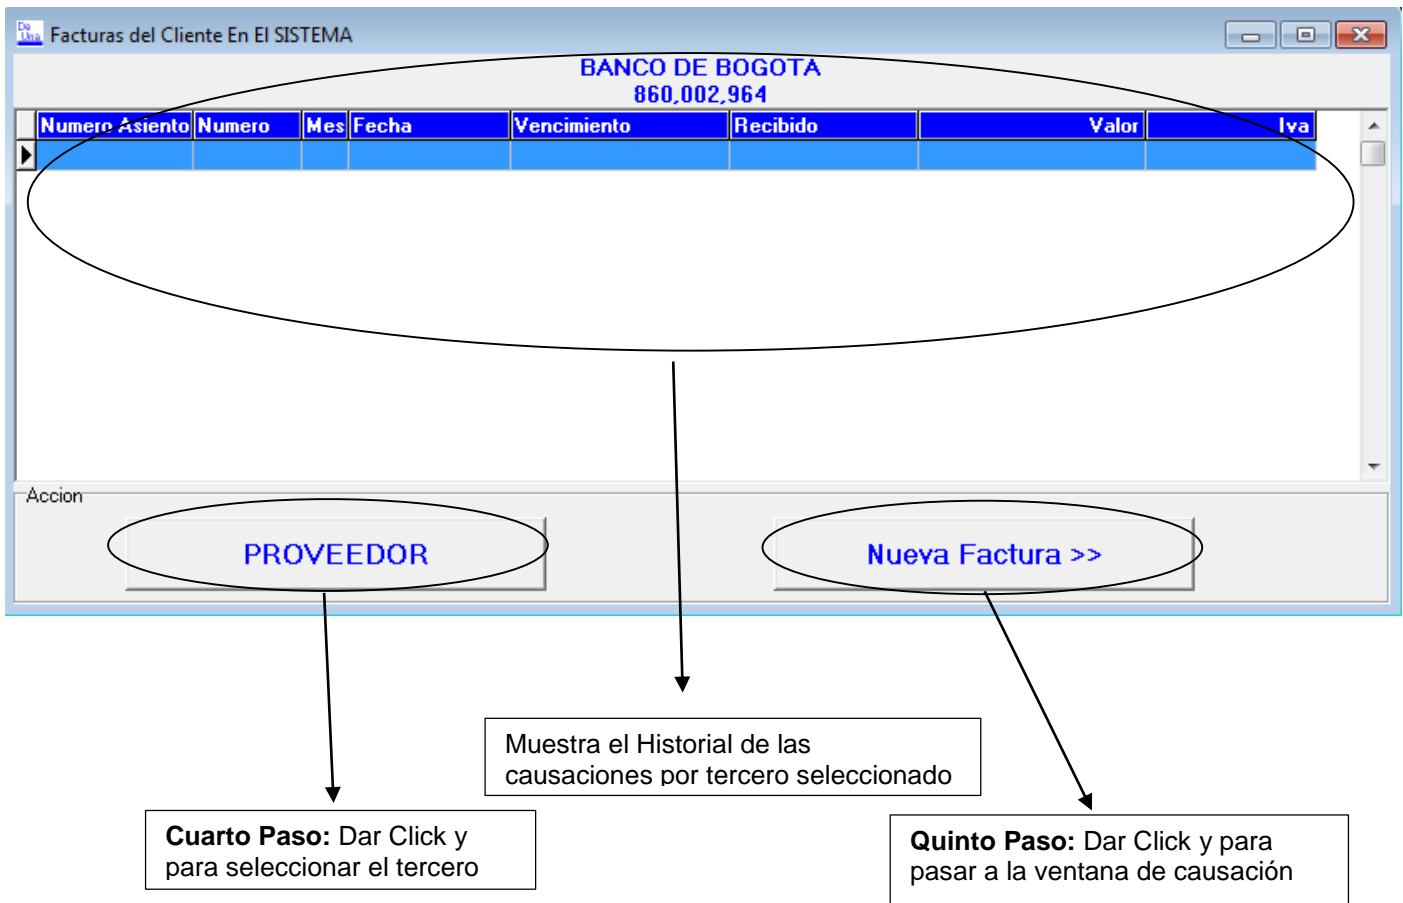 De
Una
Facturas del Cliente En El SISTEMA
BANCO DE BOGOTA
860,002,964
Numero Asiento Numero Mes Fecha Vencimiento Recibido Valor Iva
Accion
PROVEEDOR Nueva Factura >>
Muestra el Historial de las
causaciones por tercero seleccionado
Cuarto Paso: Dar Click y
para seleccionar el tercero
Quinto Paso: Dar Click y para
pasar a la ventana de causación